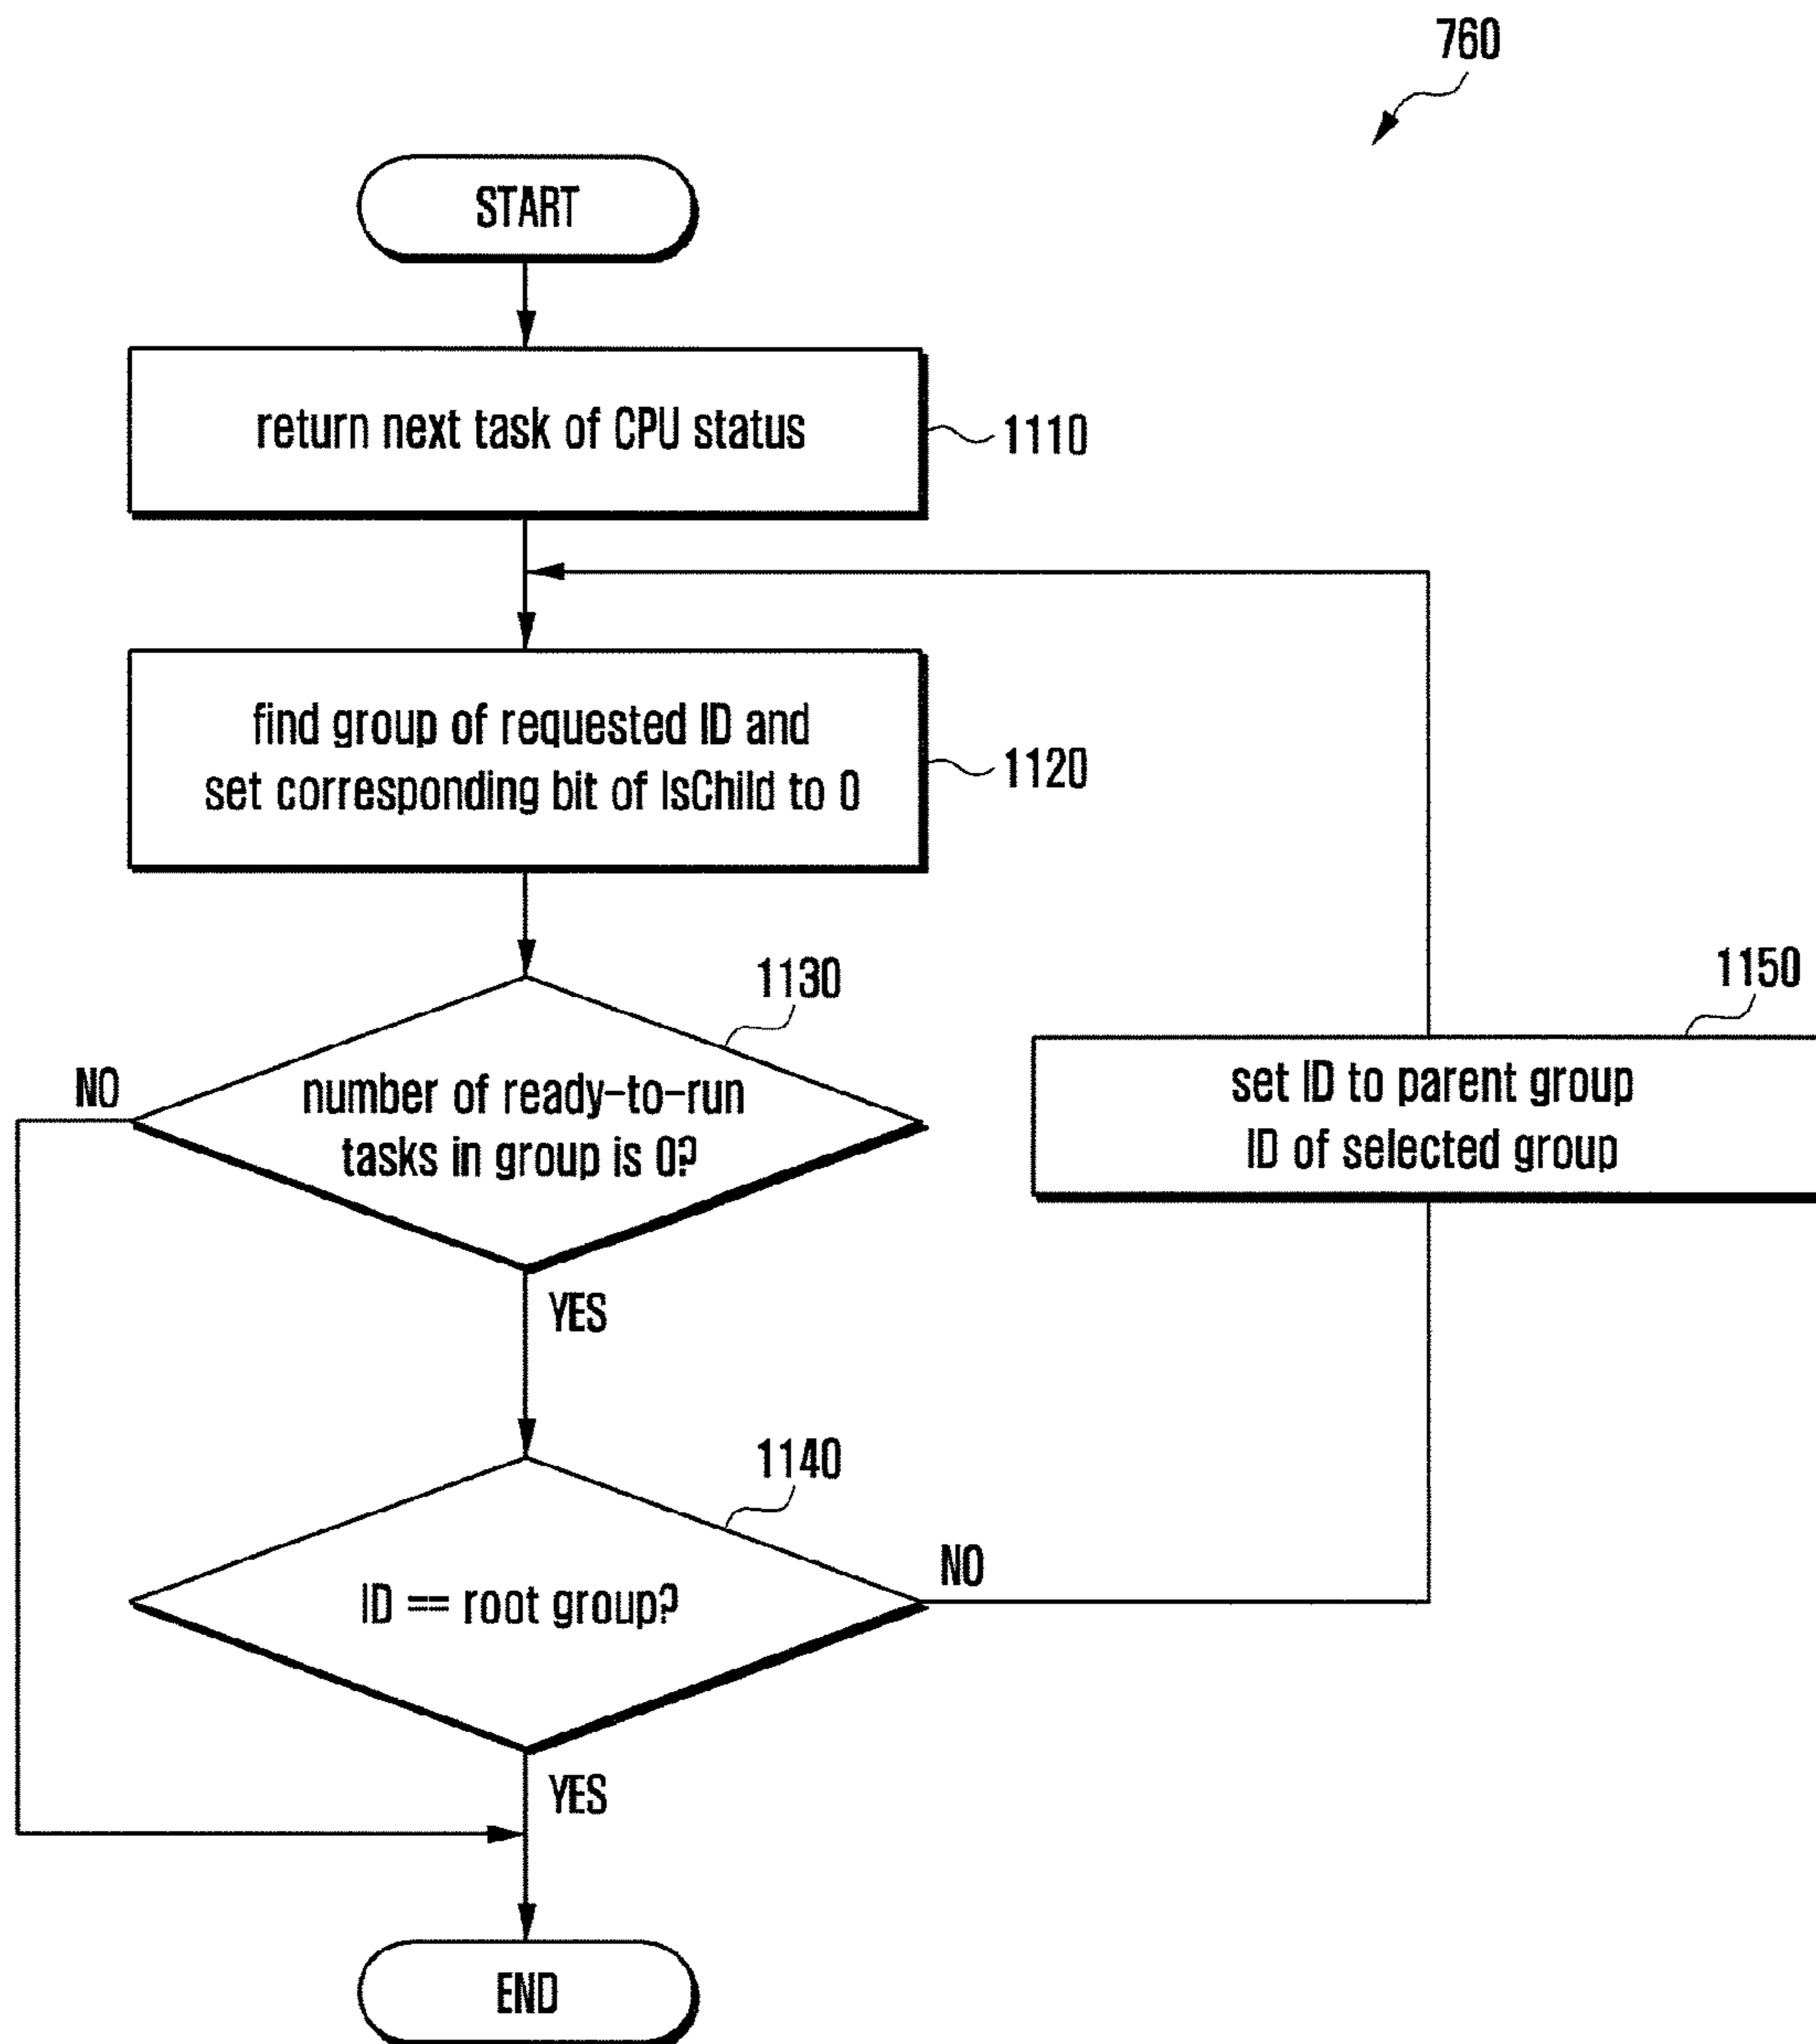 760
START
return next task of CPU status
1110
find group of requested ID and
set corresponding bit of IsChild to 0
1120
1130
NO
number of ready-to-run
tasks in group is 0?
YES
1150
set ID to parent group
ID of selected group
1140
ID == root group?
NO
YES
END